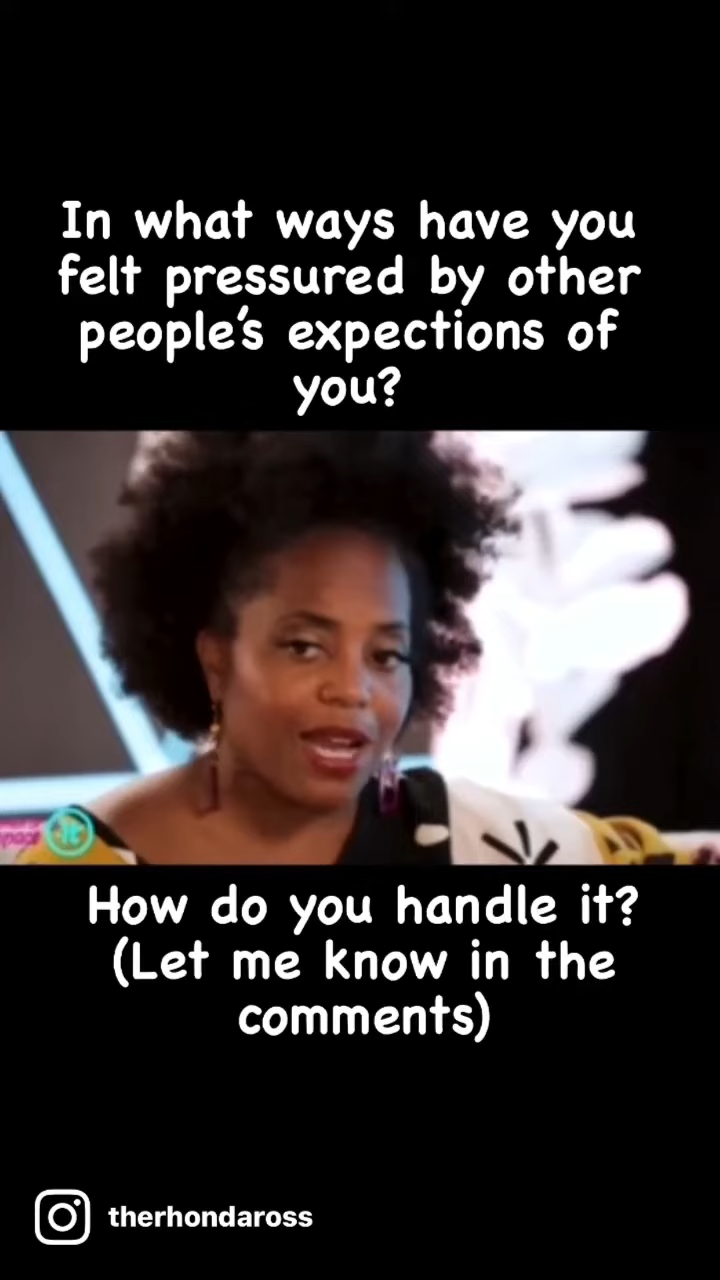 In what ways have you
felt pressured by other
people's expections of
you?
How do you handle it?
(Let me know in the
comments)
therhondaross